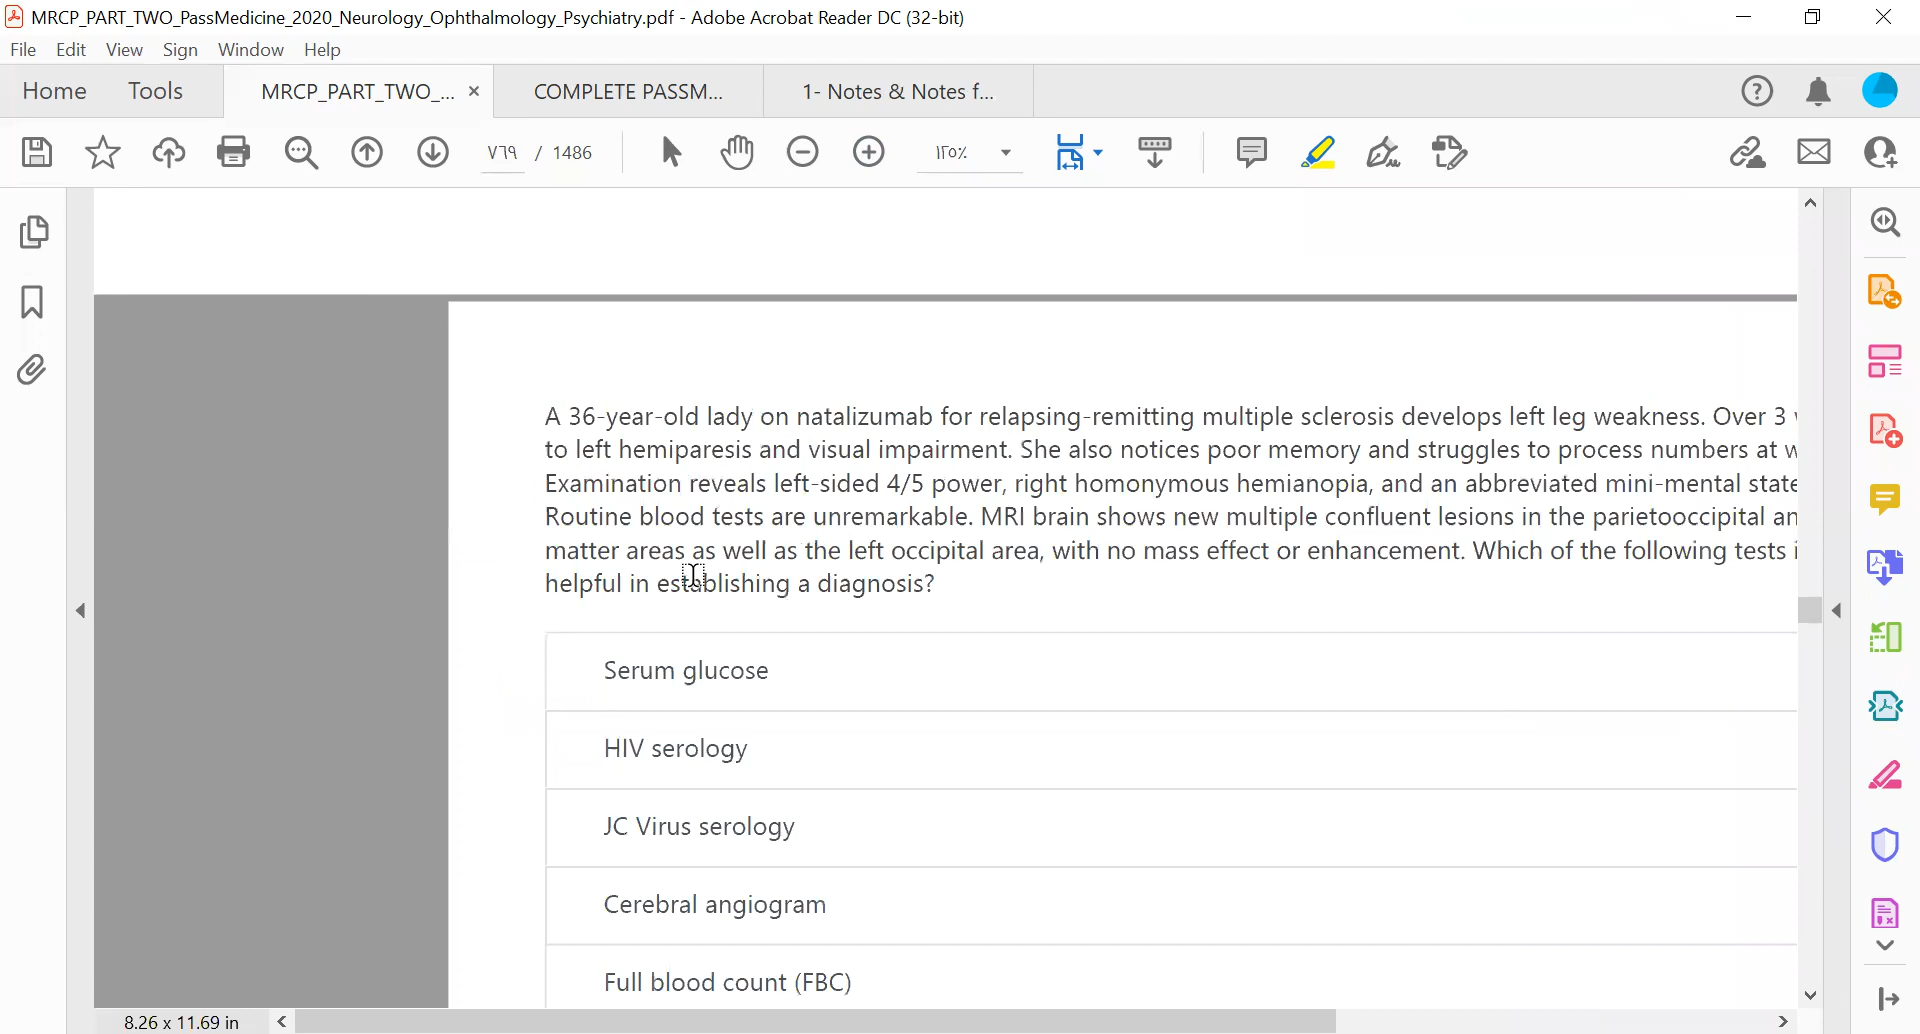 MRCP_PART_TWO_PassMedicine_2020_Neurology_Ophthalmology_Psychiatry.pdf - Adobe Acrobat Reader DC (32-bit)
File Edit View Sign Window Help
Home Tools MRCP_PART_TWO_... × COMPLETE PASSM... 1- Notes & Notes f...
٧٦٩ / 1486 ١٢٥٪
A 36-year-old lady on natalizumab for relapsing-remitting multiple sclerosis develops left leg weakness. Over 3
to left hemiparesis and visual impairment. She also notices poor memory and struggles to process numbers at
Examination reveals left-sided 4/5 power, right homonymous hemianopia, and an abbreviated mini-mental state
Routine blood tests are unremarkable. MRI brain shows new multiple confluent lesions in the parietooccipital
matter areas as well as the left occipital area, with no mass effect or enhancement. Which of the following tests
helpful in establishing a diagnosis?
Serum glucose
HIV serology
JC Virus serology
Cerebral angiogram
Full blood count (FBC)
8.26 x 11.69 in